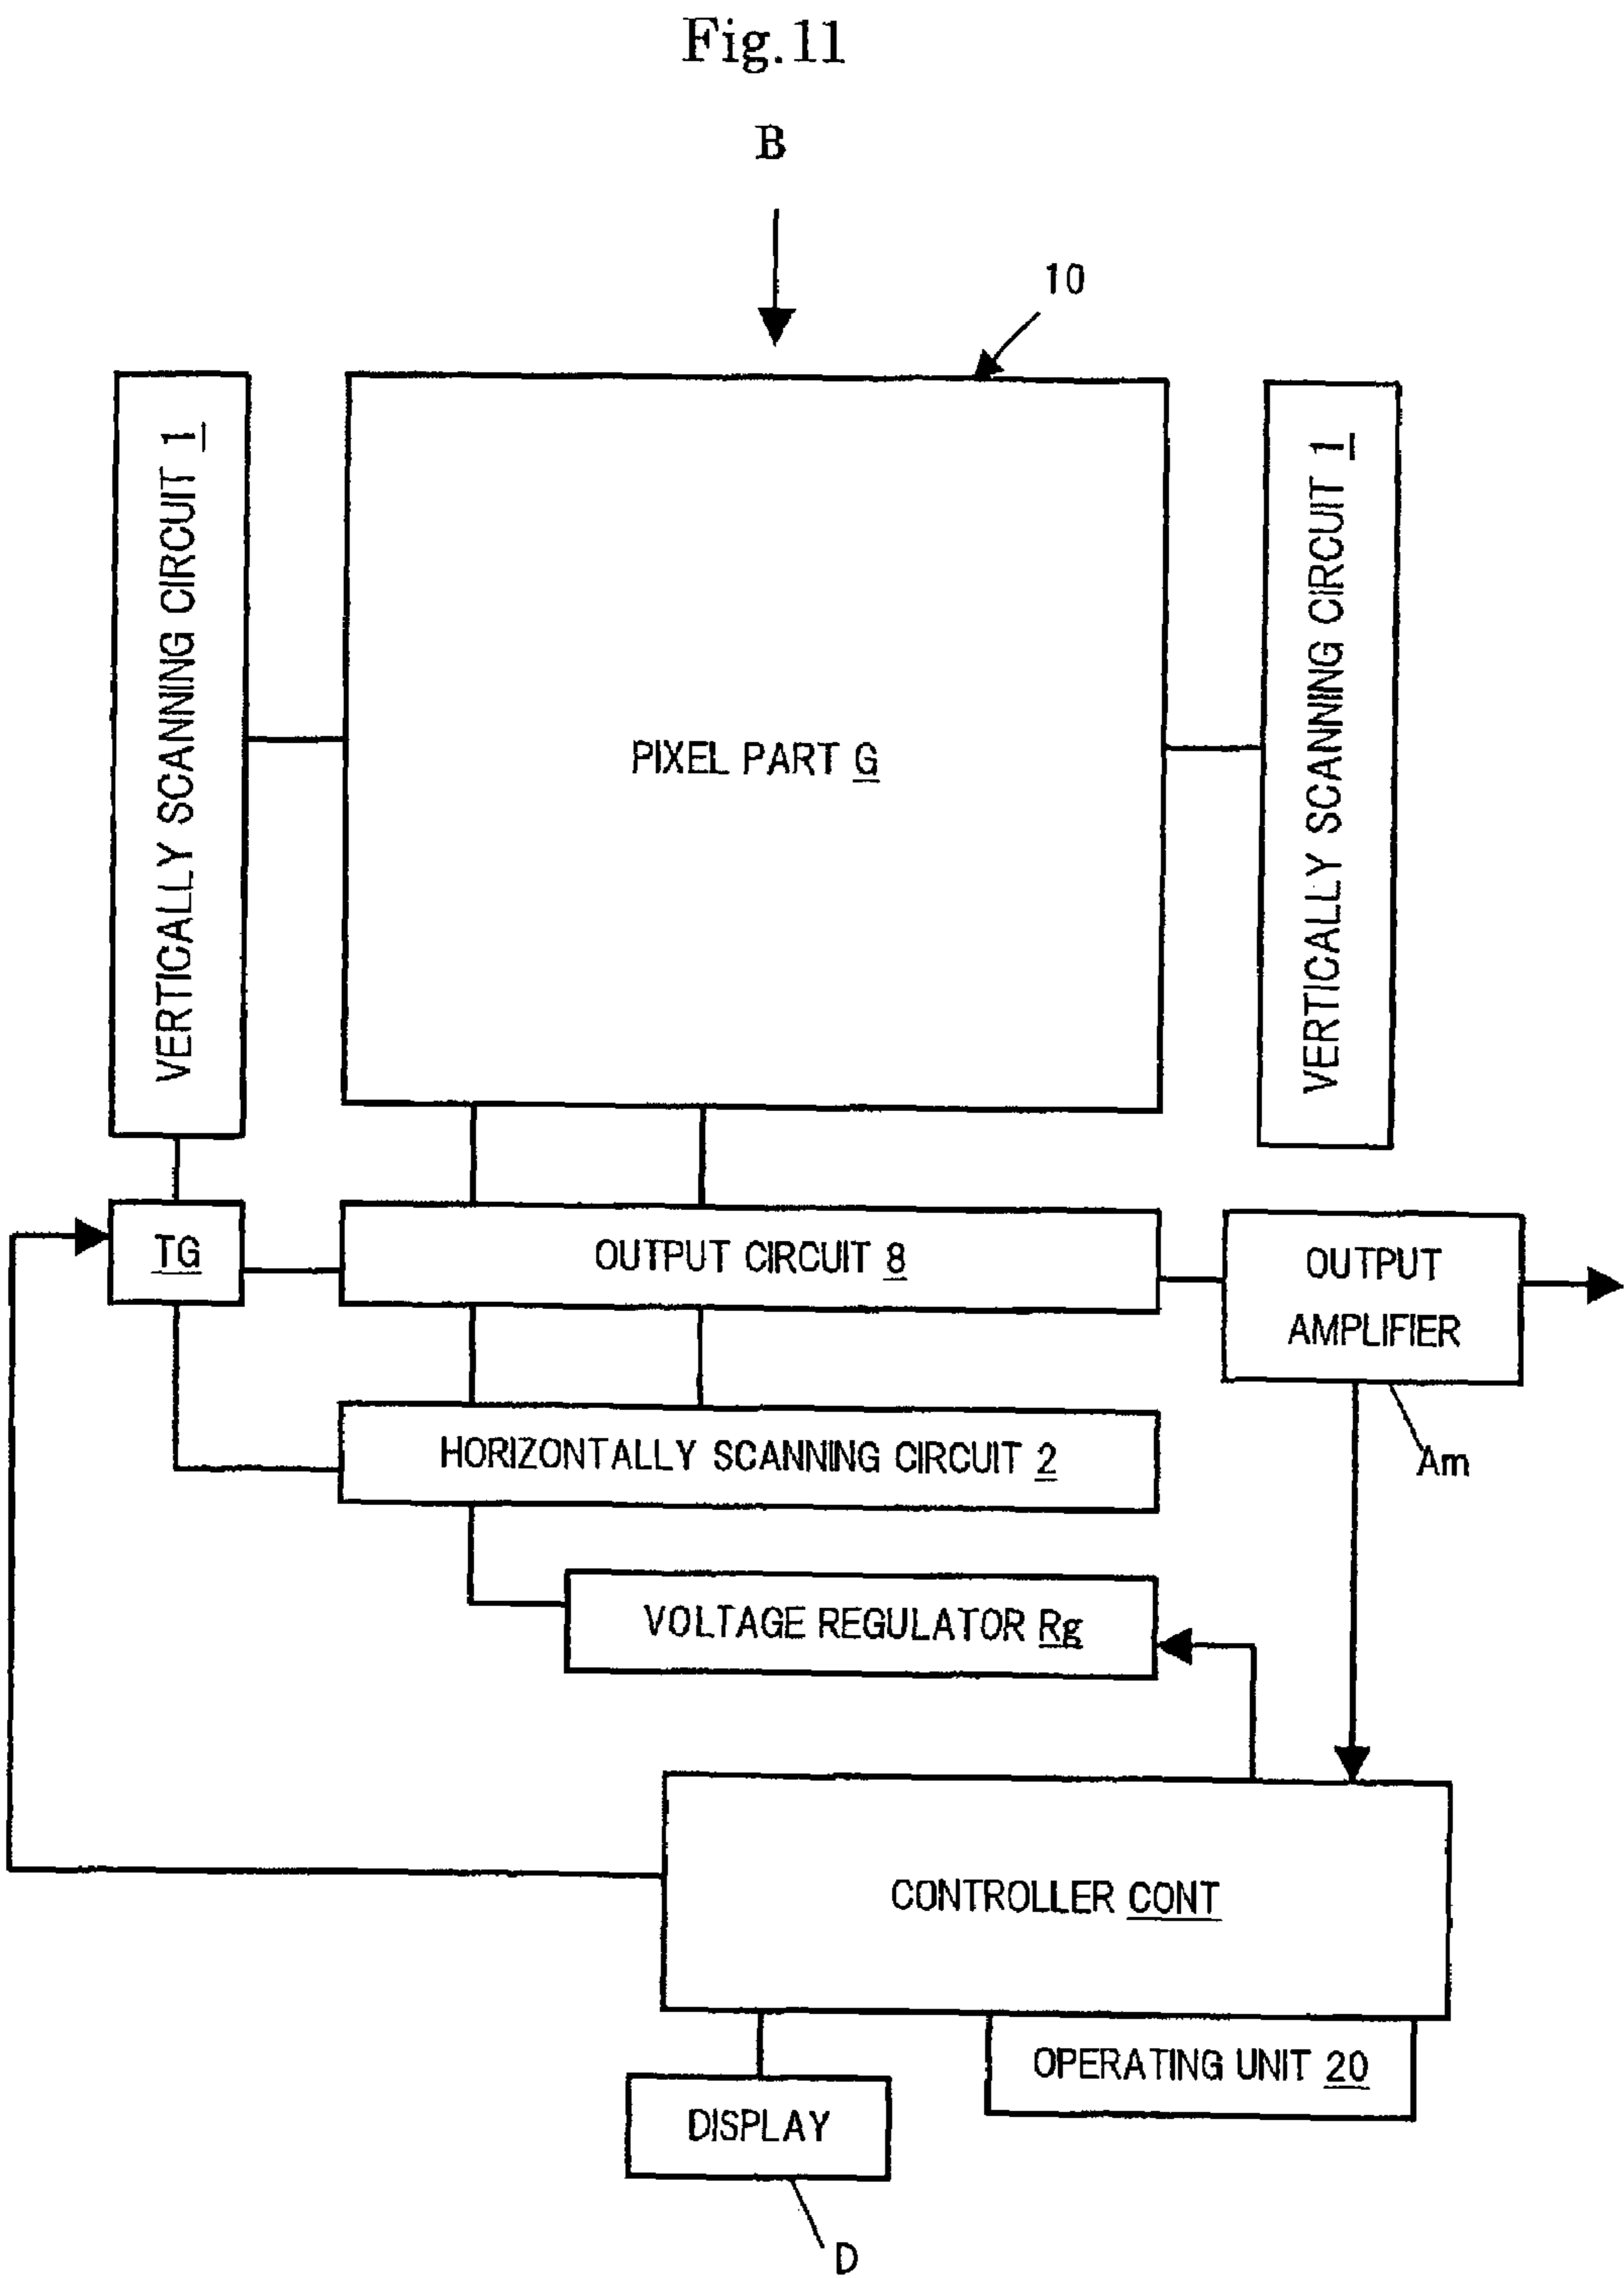 Fig.11
B
10
VERTICALLY SCANNING CIRCUIT 1
PIXEL PART G
VERTICALLY SCANNING CIRCUIT 1
TG
OUTPUT CIRCUIT 8
OUTPUT
AMPLIFIER
HORIZONTALLY SCANNING CIRCUIT 2
Am
VOLTAGE REGULATOR Rg
CONTROLLER CONT
OPERATING UNIT 20
DISPLAY
D